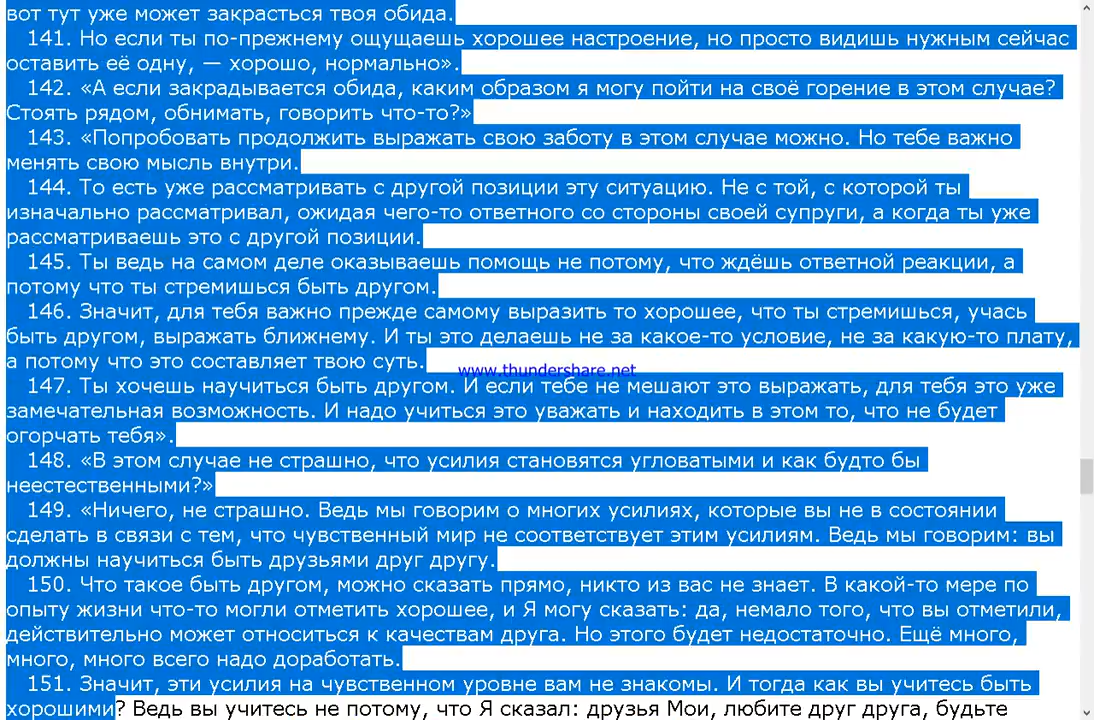 вот тут уже может закрасться твоя обида.
141. Но если ты по-прежнему ощущаешь хорошее настроение, но просто видишь нужным сейчас
оставить её одну, — хорошо, нормально».
142. «А если закрадывается обида, каким образом я могу пойти на своё горение в этом случае?
Стоять рядом, обнимать, говорить что-то?»
143. «Попробовать продолжить выражать свою заботу в этом случае можно. Но тебе важно
менять свою мысль внутри.
144. То есть уже рассматривать с другой позиции эту ситуацию. Не с той, с которой ты
изначально рассматривал, ожидая чего-то ответного со стороны своей супруги, а когда ты уже
рассматриваешь это с другой позиции.
145. Ты ведь на самом деле оказываешь помощь не потому, что ждёшь ответной реакции, а
потому что ты стремишься быть другом.
146. Значит, для тебя важно прежде самому выразить то хорошее, что ты стремишься, учась
быть другом, выражать ближнему. И ты это делаешь не за какое-то условие, не за какую-то плату,
а потому что это составляет твою суть.
www.thundershare.net
147. Ты хочешь научиться быть другом. И если тебе не мешают это выражать, для тебя это уже
замечательная возможность. И надо учиться это уважать и находить в этом то, что не будет
огорчать тебя».
148. «В этом случае не страшно, что усилия становятся угловатыми и как будто бы
неестественными?»
149. «Ничего, не страшно. Ведь мы говорим о многих усилиях, которые вы не в состоянии
сделать в связи с тем, что чувственный мир не соответствует этим усилиям. Ведь мы говорим: вы
должны научиться быть друзьями друг другу.
150. Что такое быть другом, можно сказать прямо, никто из вас не знает. В какой-то мере по
опыту жизни что-то могли отметить хорошее, и Я могу сказать: да, немало того, что вы отметили,
действительно может относиться к качествам друга. Но этого будет недостаточно. Ещё много,
много, много всего надо доработать.
151. Значит, эти усилия на чувственном уровне вам не знакомы. И тогда как вы учитесь быть
хорошими? Ведь вы учитесь не потому, что Я сказал: друзья Мои, любите друг друга, будьте